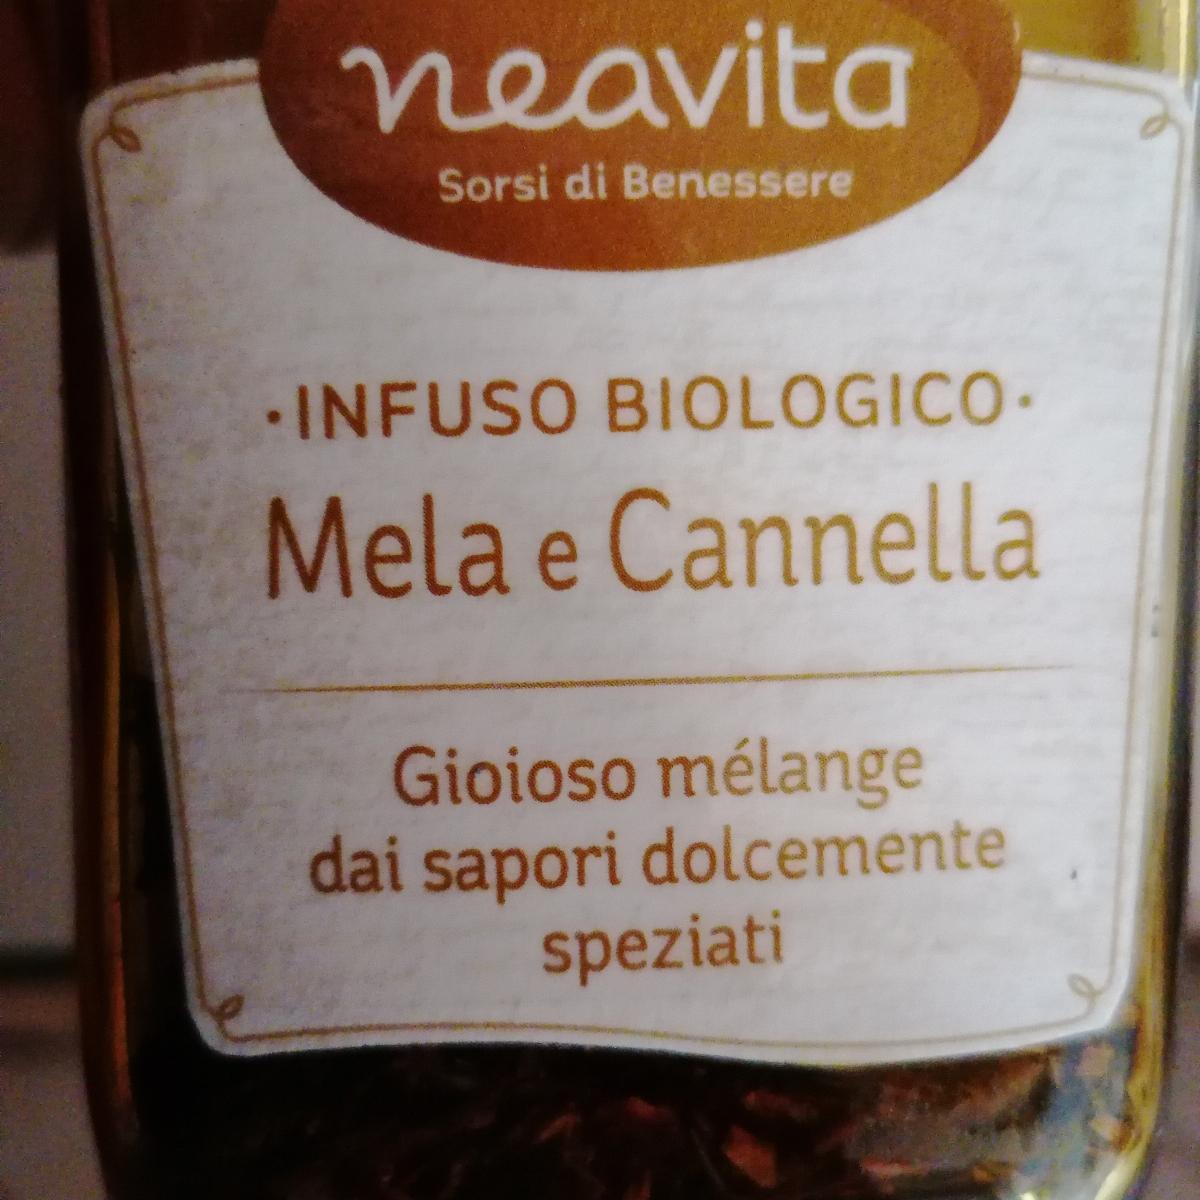 neavita
Sorsi di Benessere
·INFUSO BIOLOGICO·
Mela e Cannella
Gioioso mélange
dai sapori dolcemente
speziati